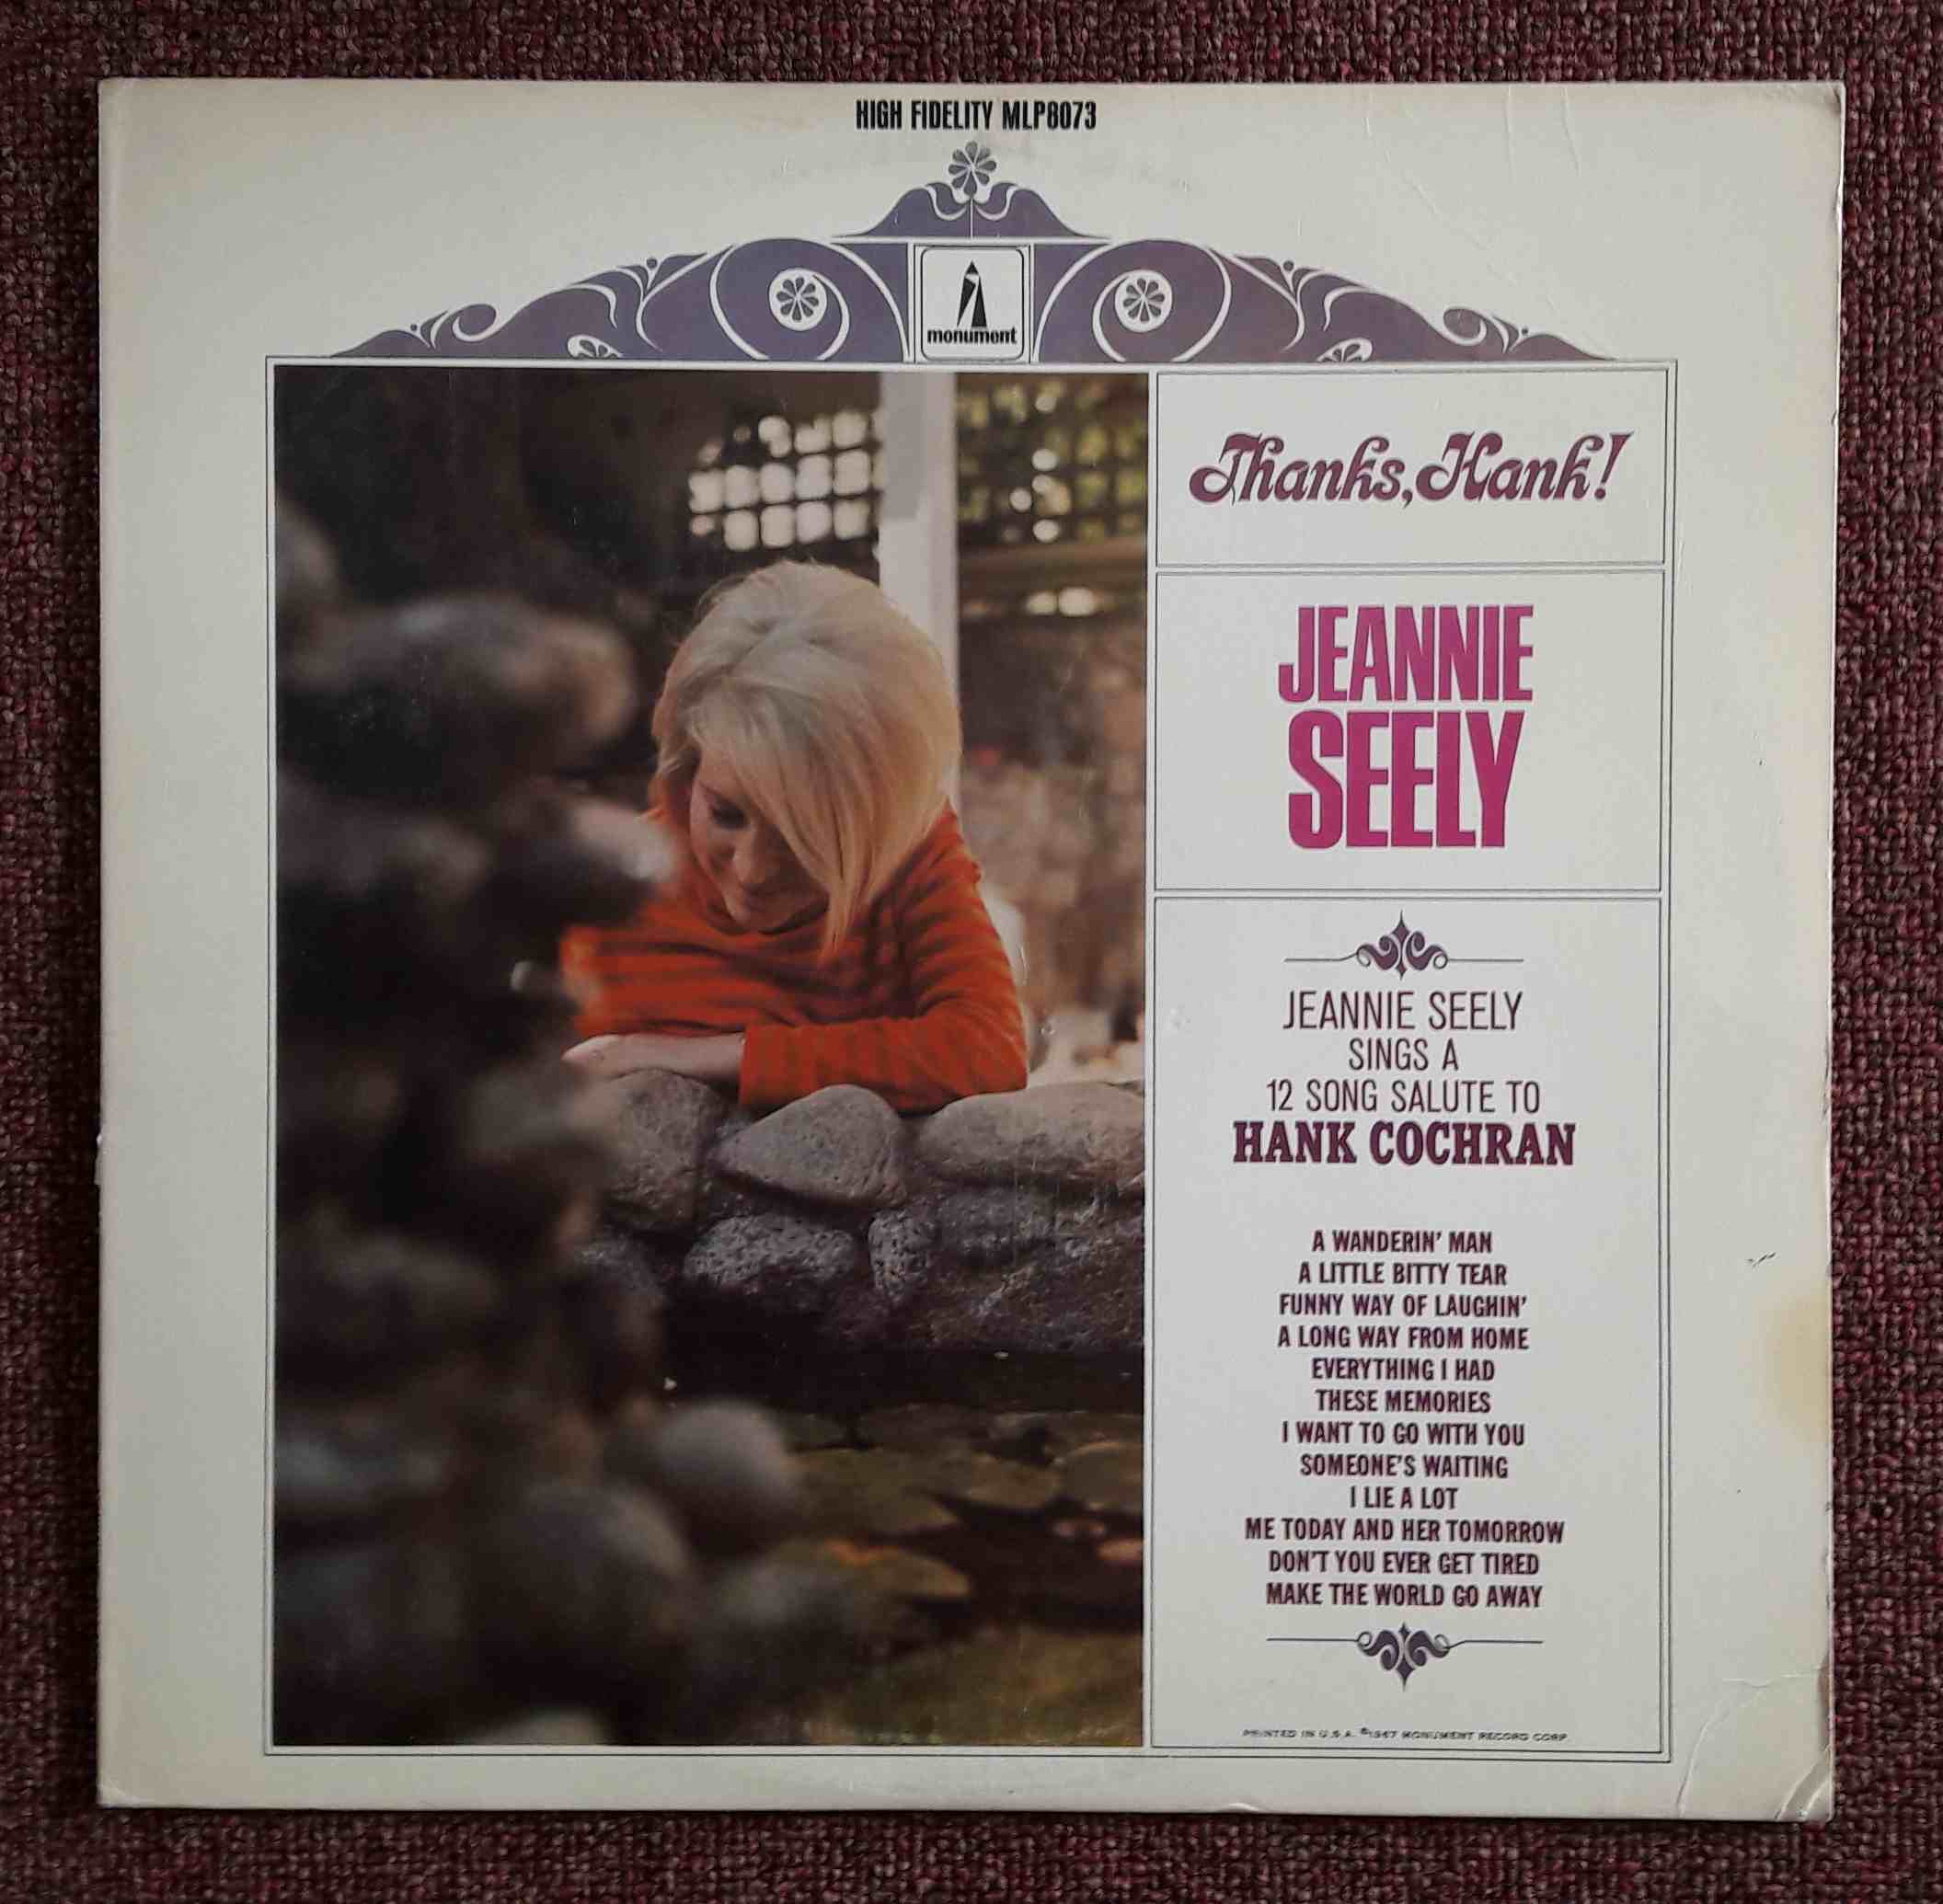 HIGH FIDELITY MLP8073
monument
Thanks, Hank!
JEANNIE
SEELY
JEANNIE SEELY
SINGS A
12 SONG SALUTE TO
HANK COCHRAN
A WANDERIN' MAN
A LITTLE BITTY TEAR
FUNNY WAY OF LAUGHIN'
A LONG WAY FROM HOME
EVERYTHING I HAD
THESE MEMORIES
I WANT TO GO WITH YOU
SOMEONE'S WAITING
I LIE A LOT
ME TODAY AND HER TOMORROW
DON'T YOU EVER GET TIRED
MAKE THE WORLD GO AWAY
PRINTED IN U.S.A. ©1967 MONUMENT RECORD CORP